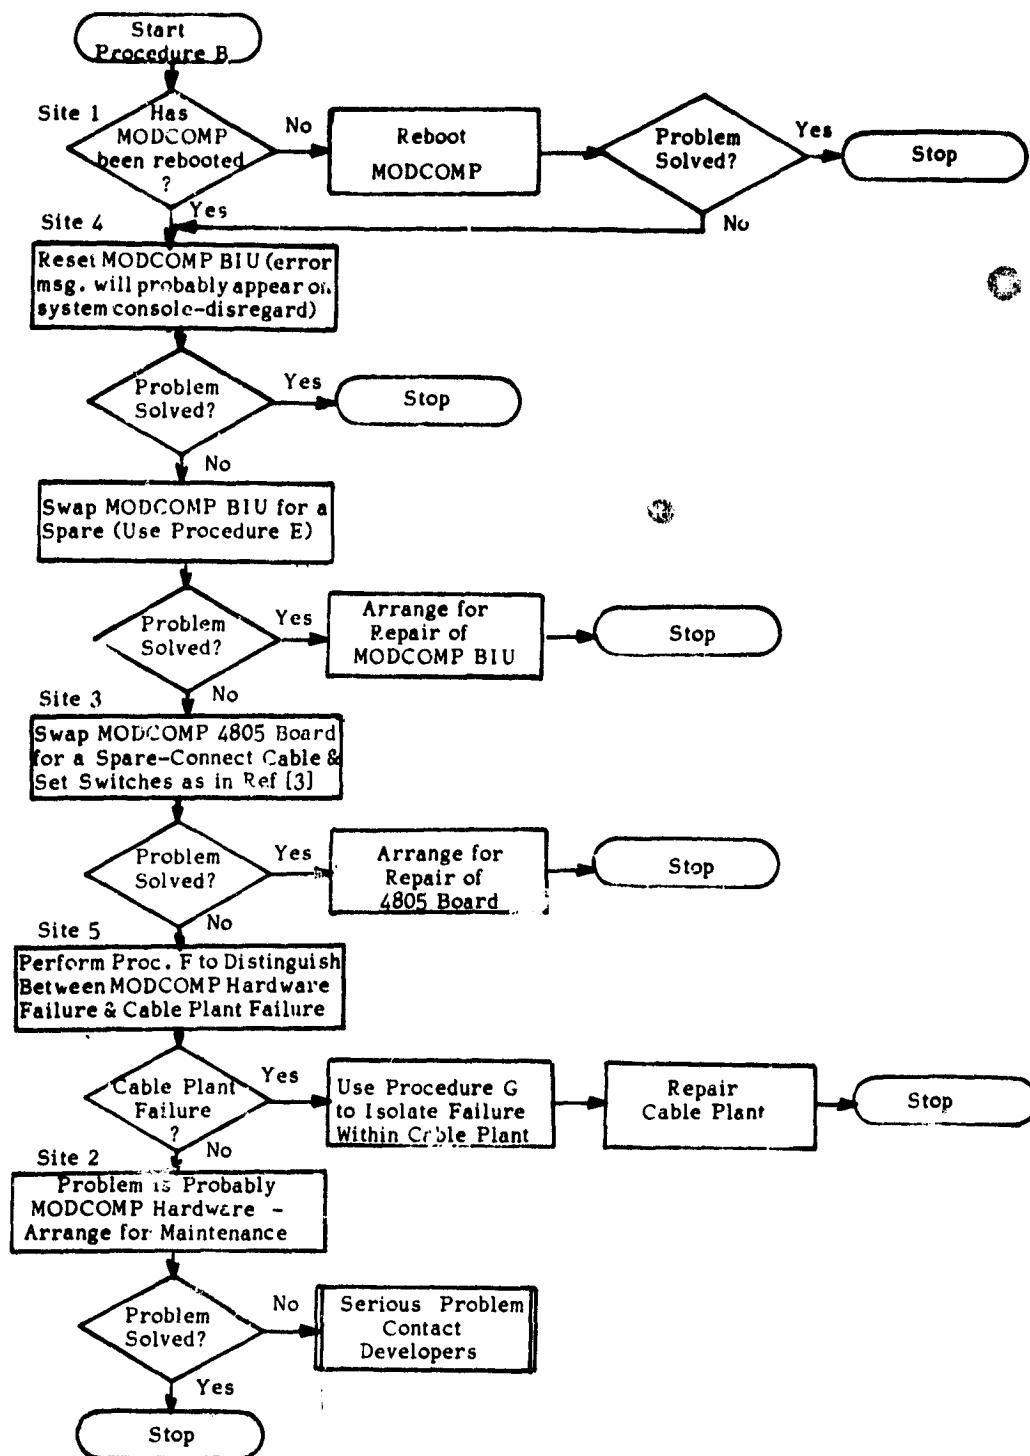 Start
Procedure B
Site 1
Has
MODCOMP
been rebooted
?
No
Reboot
MODCOMP
Problem
Solved?
Yes
Stop
Yes
No
Site 4
Reset MODCOMP BIU (error
msg. will probably appear on
system console-disregard)
Problem
Solved?
Yes
Stop
No
Swap MODCOMP BIU for a
Spare (Use Procedure E)
Problem
Solved?
Yes
Arrange for
Repair of
MODCOMP BIU
Stop
No
Site 3
Swap MODCOMP 4805 Board
for a Spare-Connect Cable &
Set Switches as in Ref [3]
Problem
Solved?
Yes
Arrange for
Repair of
4805 Board
Stop
No
Site 5
Perform Proc. F to Distinguish
Between MODCOMP Hardware
Failure & Cable Plant Failure
Cable Plant
Failure
?
Yes
Use Procedure G
to Isolate Failure
Within Cable Plant
Repair
Cable Plant
Stop
No
Site 2
Problem is Probably
MODCOMP Hardware -
Arrange for Maintenance
Problem
Solved?
No
Serious Problem
Contact
Developers
Yes
Stop